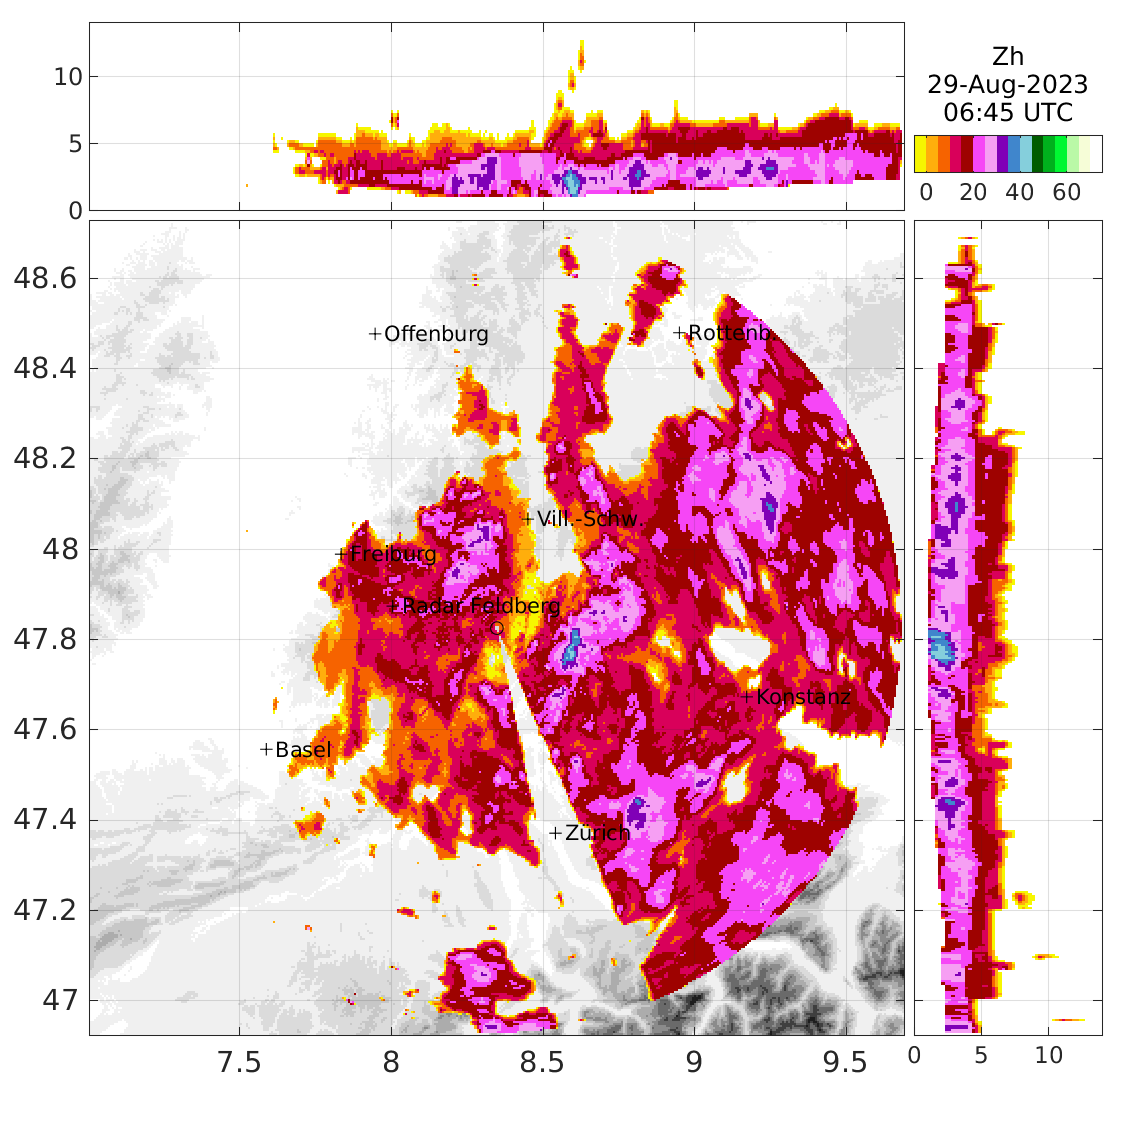 10
5
0
Zh
29-Aug-2023
06:45 UTC
0 20 40 60
48.6
48.4
48.2
48
47.8
47.6
47.4
47.2
47
+Offenburg
+Rottenb.
+Vill.-Schw.
+Freiburg
+Radar Feldberg
+Konstanz
+Basel
+Zürich
7.5 8 8.5 9 9.5
0 5 10